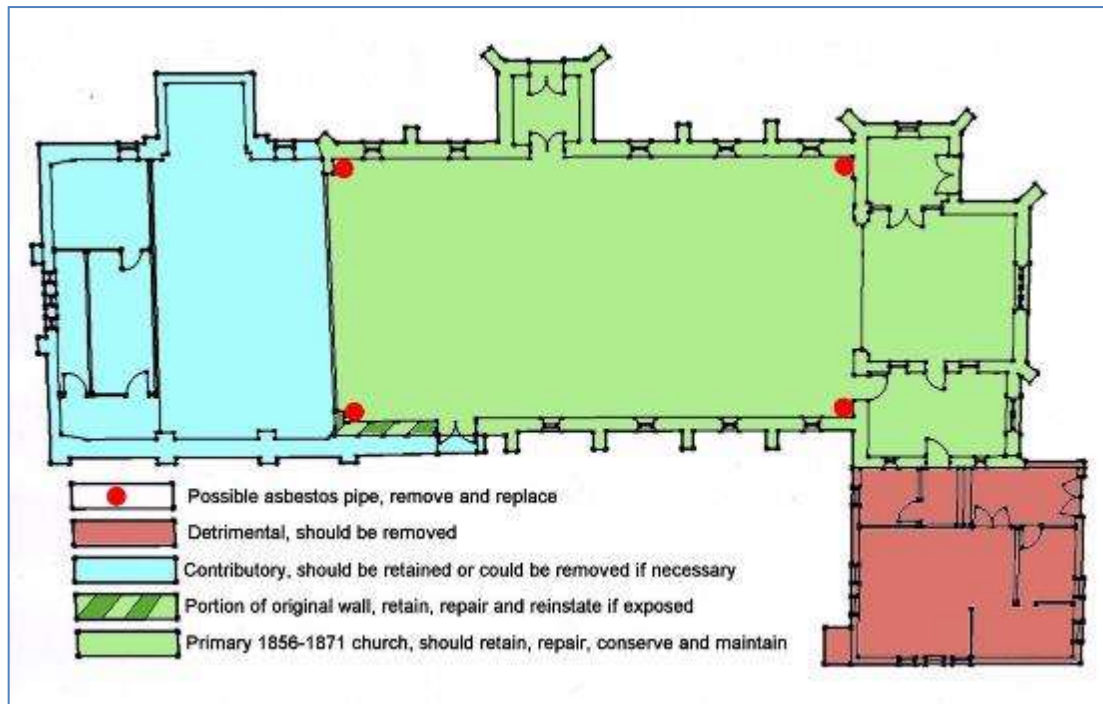 Possible asbestos pipe, remove and replace
Detrimental, should be removed
Contributory, should be retained or could be removed if necessary
Portion of original wall, retain, repair and reinstate if exposed
Primary 1856-1871 church, should retain, repair, conserve and maintain